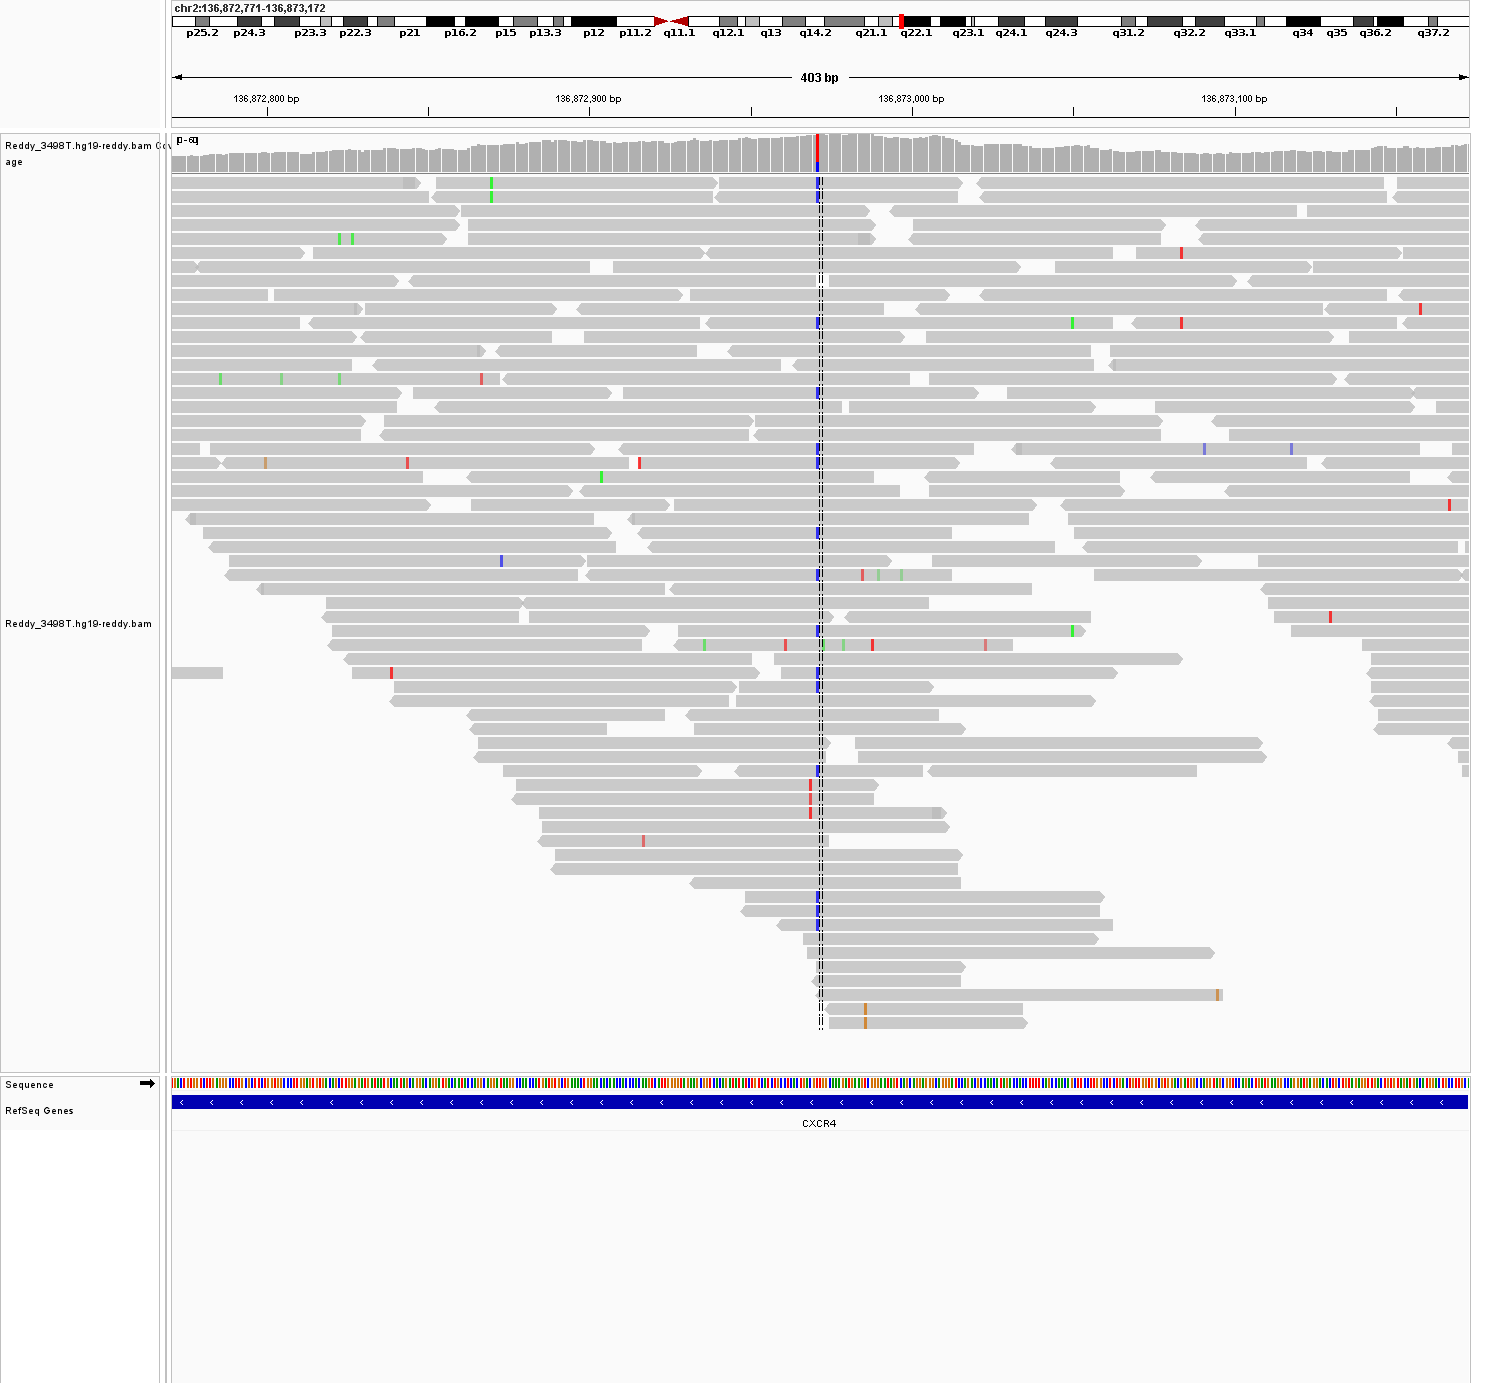 chr2:136,872,771-136,873,172
p25.2 p24.3 p23.3 p22.3 p21 p16.2 p15 p13.3 p12 p11.2 q11.1 q12.1 q13 q14.2 q21.1 q22.1 q23.1 q24.1 q24.3 q31.2 q32.2 q33.1 q34 q35 q36.2 q37.2
403 bp
136,872,800 bp 136,872,900 bp 136,873,000 bp 136,873,100 bp
[0-60]
Reddy_3498T.hg19-reddy.bam Cov
age
Reddy_3498T.hg19-reddy.bam
Sequence
RefSeq Genes
CXCR4